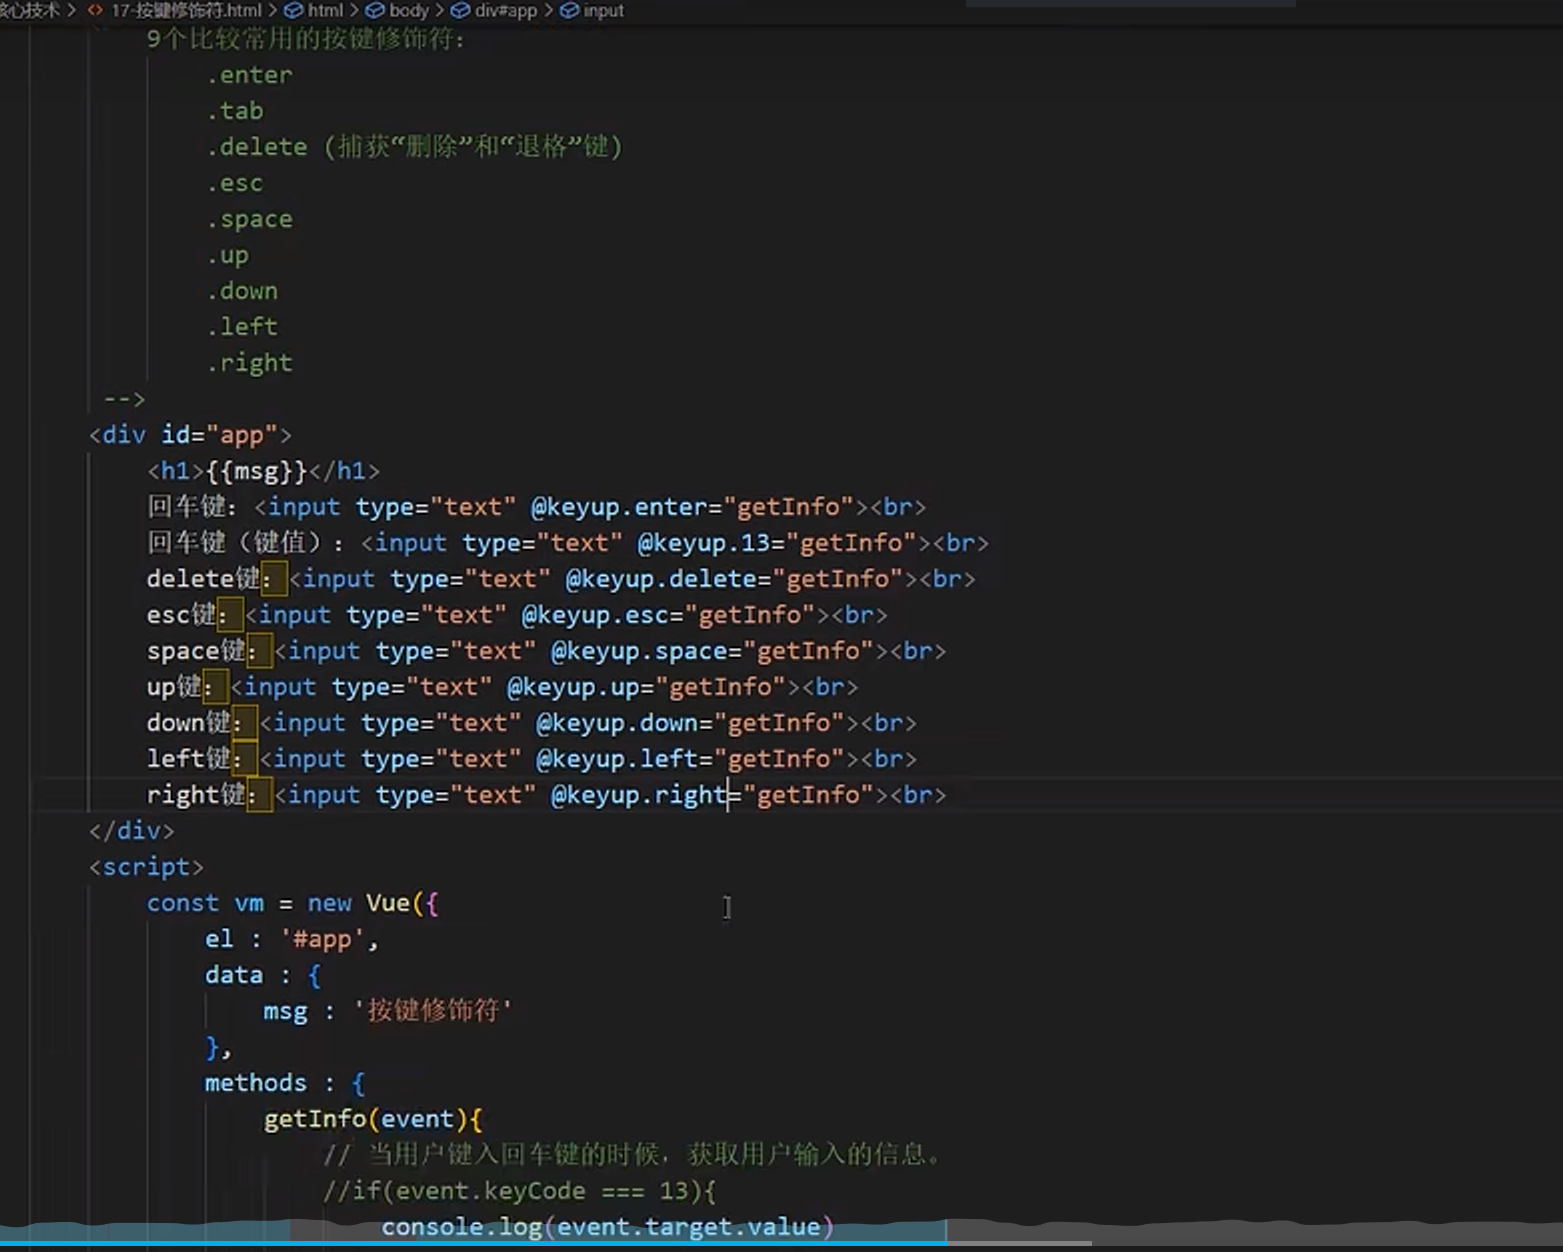 核心技术 > <> 17-按键修饰符.html > html > body > div#app > input
9个比较常用的按键修饰符：
.enter
.tab
.delete (捕获“删除”和“退格”键)
.esc
.space
.up
.down
.left
.right
-->
<div id="app">
<h1>{{msg}}</h1>
回车键：<input type="text" @keyup.enter="getInfo"><br>
回车键（键值）：<input type="text" @keyup.13="getInfo"><br>
delete键：<input type="text" @keyup.delete="getInfo"><br>
esc键：<input type="text" @keyup.esc="getInfo"><br>
space键：<input type="text" @keyup.space="getInfo"><br>
up键：<input type="text" @keyup.up="getInfo"><br>
down键：<input type="text" @keyup.down="getInfo"><br>
left键：<input type="text" @keyup.left="getInfo"><br>
right键：<input type="text" @keyup.right="getInfo"><br>
</div>
<script>
const vm = new Vue({
el : '#app',
data : {
msg : '按键修饰符'
},
methods : {
getInfo(event){
// 当用户键入回车键的时候，获取用户输入的信息。
//if(event.keyCode === 13){
console.log(event.target.value)